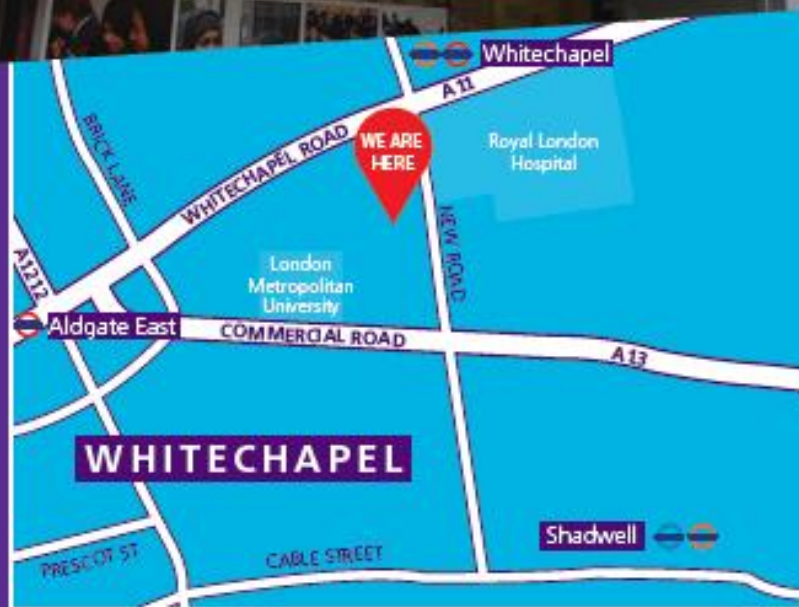 Whitechapel
A11
BRICK LANE
WHITECHAPEL ROAD
WE ARE
HERE
Royal London
Hospital
NEW ROAD
A1212
London
Metropolitan
University
Aldgate East
COMMERCIAL ROAD
A13
WHITECHAPEL
Shadwell
PRESCOT ST
CABLE STREET